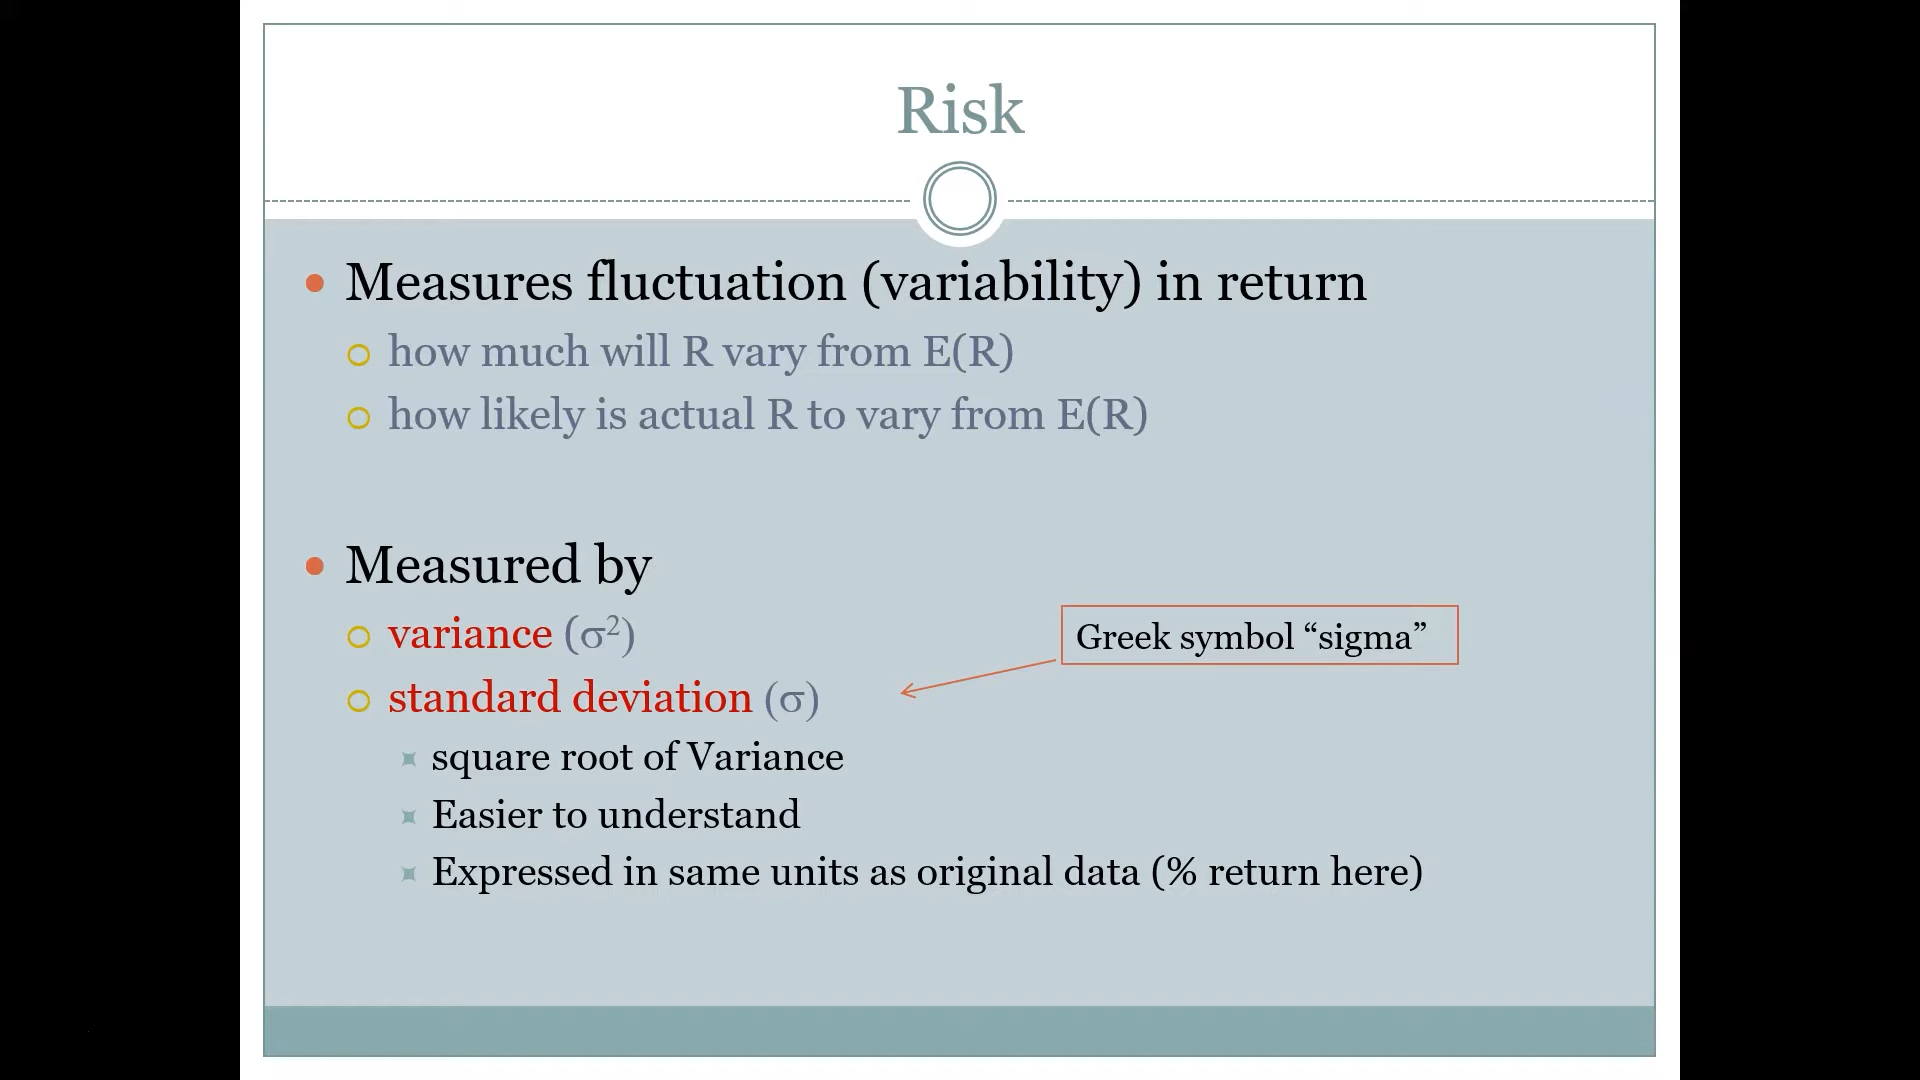 Risk
Measures fluctuation (variability) in return
how much will R vary from E(R)
how likely is actual R to vary from E(R)
Measured by
variance (σ²)
Greek symbol “sigma”
standard deviation (σ)
square root of Variance
Easier to understand
Expressed in same units as original data (% return here)